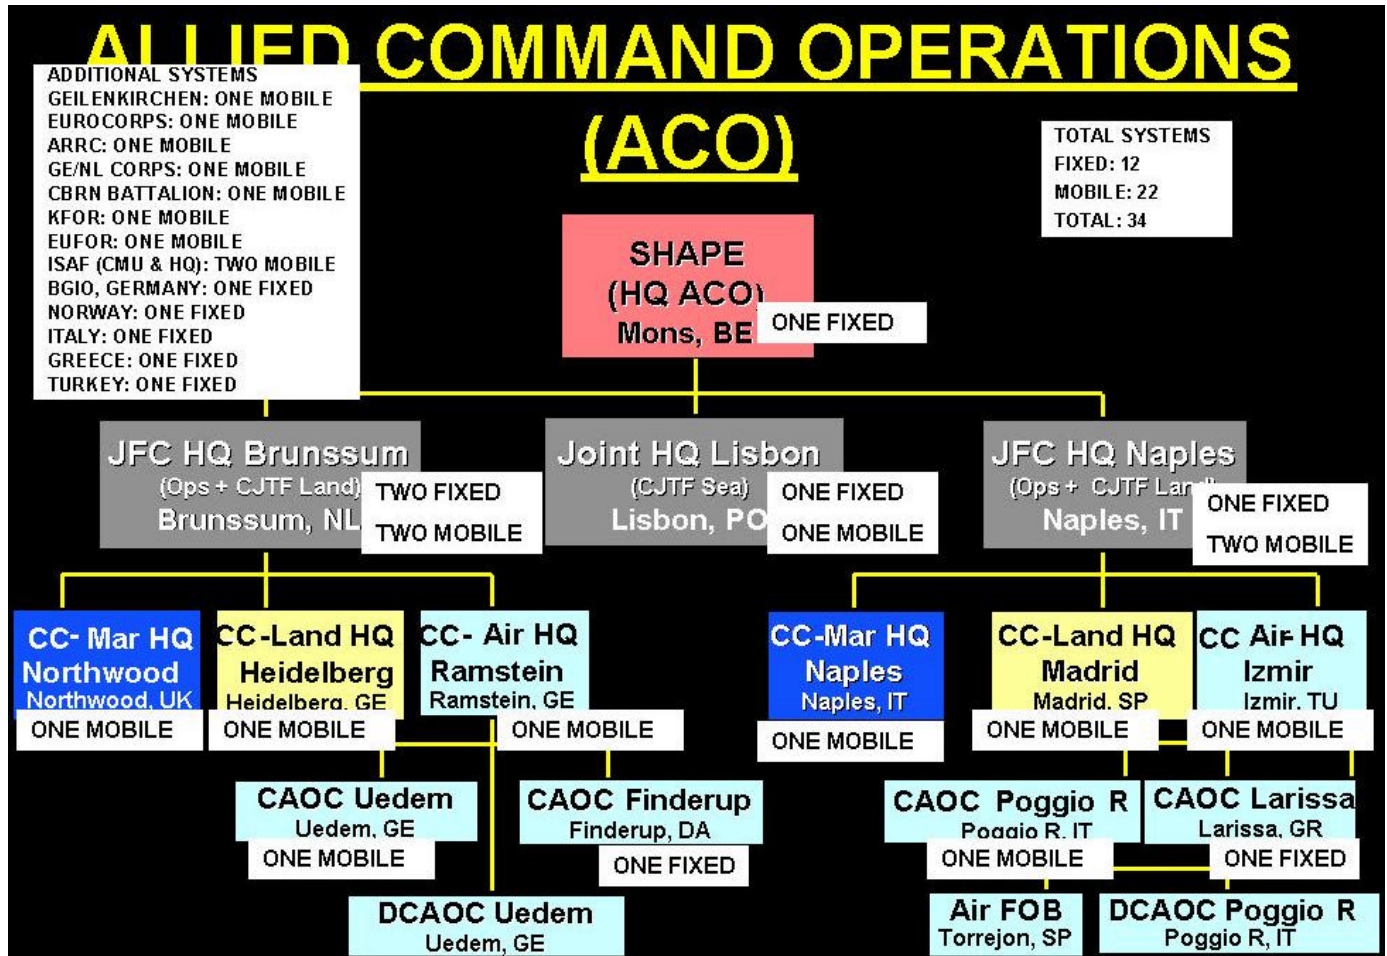 ALLIED COMMAND OPERATIONS
(ACO)
ADDITIONAL SYSTEMS
GEILENKIRCHEN: ONE MOBILE
EUROCORPS: ONE MOBILE
ARRC: ONE MOBILE
GE/NL CORPS: ONE MOBILE
CBRN BATTALION: ONE MOBILE
KFOR: ONE MOBILE
EUFOR: ONE MOBILE
ISAF (CMU & HQ): TWO MOBILE
BGIO, GERMANY: ONE FIXED
NORWAY: ONE FIXED
ITALY: ONE FIXED
GREECE: ONE FIXED
TURKEY: ONE FIXED
TOTAL SYSTEMS
FIXED: 12
MOBILE: 22
TOTAL: 34
SHAPE
(HQ ACO)
Mons, BE
ONE FIXED
JFC HQ Brunssum
(Ops + CJTF Land)
Brunssum, NL
TWO FIXED
TWO MOBILE
Joint HQ Lisbon
(CJTF Sea)
Lisbon, PO
ONE FIXED
ONE MOBILE
JFC HQ Naples
(Ops + CJTF Land)
Naples, IT
ONE FIXED
TWO MOBILE
CC- Mar HQ
Northwood
Northwood, UK
ONE MOBILE
CC-Land HQ
Heidelberg
Heidelberg, GE
ONE MOBILE
CC- Air HQ
Ramstein
Ramstein, GE
ONE MOBILE
CC-Mar HQ
Naples
Naples, IT
ONE MOBILE
CC-Land HQ
Madrid
Madrid, SP
ONE MOBILE
CC Air- HQ
Izmir
Izmir, TU
ONE MOBILE
CAOC Uedem
Uedem, GE
ONE MOBILE
CAOC Finderup
Finderup, DA
ONE FIXED
CAOC Poggio R
Poggio R, IT
ONE MOBILE
CAOC Larissa
Larissa, GR
ONE FIXED
DCAOC Uedem
Uedem, GE
Air FOB
Torrejon, SP
DCAOC Poggio R
Poggio R, IT